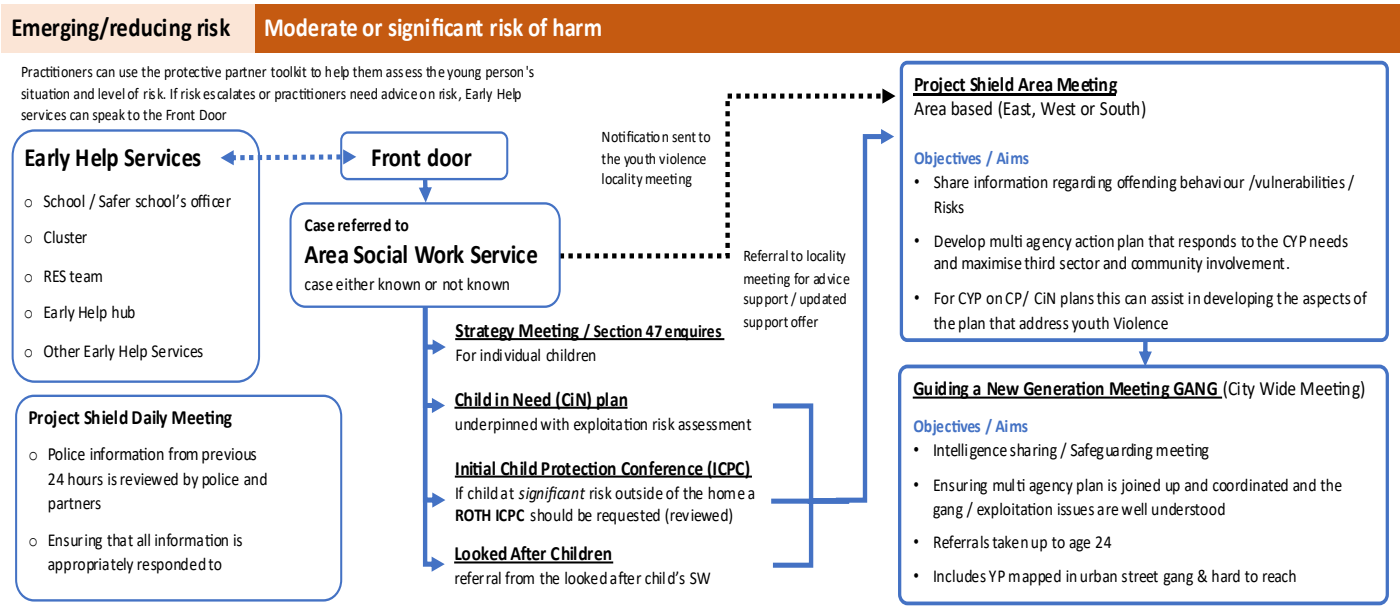 Emerging/reducing risk
Moderate or significant risk of harm
Practitioners can use the protective partner toolkit to help them assess the young person's
situation and level of risk. If risk escalates or practitioners need advice on risk, Early Help
services can speak to the Front Door
Early Help Services
o School / Safer school's officer
o Cluster
o RES team
o Early Help hub
o Other Early Help Services
Project Shield Daily Meeting
o Police information from previous
24 hours is reviewed by police and
partners
o Ensuring that all information is
appropriately responded to
Front door
Case referred to
Area Social Work Service
case either known or not known
Strategy Meeting / Section 47 enquires
For individual children
Child in Need (CiN) plan
underpinned with exploitation risk assessment
Initial Child Protection Conference (ICPC)
If child at significant risk outside of the home a
ROTH ICPC should be requested (reviewed)
Looked After Children
referral from the looked after child's SW
Notification sent to
the youth violence
locality meeting
Referral to locality
meeting for advice
support / updated
support offer
Project Shield Area Meeting
Area based (East, West or South)
Objectives / Aims
• Share information regarding offending behaviour /vulnerabilities /
Risks
• Develop multi agency action plan that responds to the CYP needs
and maximise third sector and community involvement.
• For CYP on CP/ CiN plans this can assist in developing the aspects of
the plan that address youth Violence
Guiding a New Generation Meeting GANG (City Wide Meeting)
Objectives / Aims
• Intelligence sharing / Safeguarding meeting
• Ensuring multi agency plan is joined up and coordinated and the
gang / exploitation issues are well understood
• Referrals taken up to age 24
• Includes YP mapped in urban street gang & hard to reach